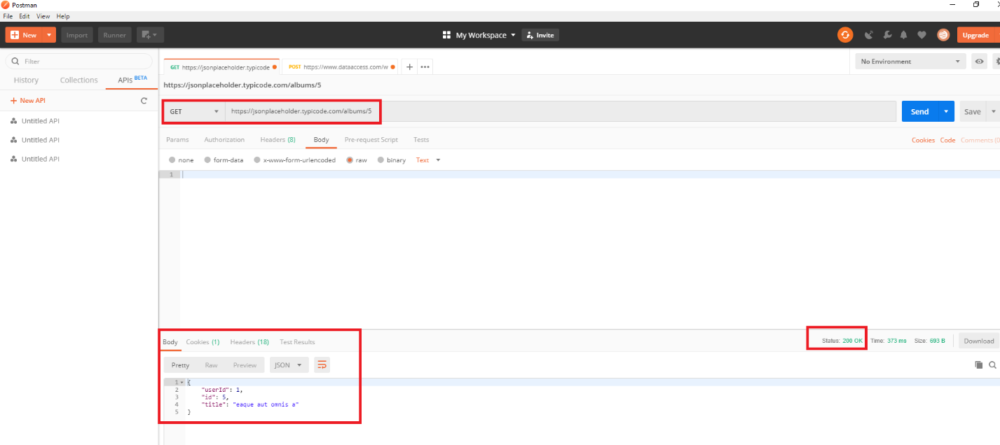 Postman
File Edit View Help
New Import Runner My Workspace Invite Upgrade
Filter
History Collections APIs BETA
+ New API
Untitled API
Untitled API
Untitled API
GET https://jsonplaceholder.typicode POST https://www.dataaccess.com/w + ••• No Environment
https://jsonplaceholder.typicode.com/albums/5
GET https://jsonplaceholder.typicode.com/albums/5 Send Save
Params Authorization Headers (8) Body Pre-request Script Tests Cookies Code Comments (0
none form-data x-www-form-urlencoded raw binary Text
1
Body Cookies (1) Headers (18) Test Results Status: 200 OK Time: 373 ms Size: 693 B Download
Pretty Raw Preview JSON
1 {
2 "userId": 1,
3 "id": 5,
4 "title": "eaque aut omnis a"
5 }